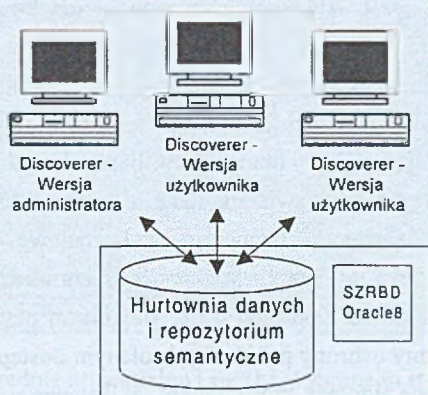 Discoverer -
Wersja
administratora
Discoverer -
Wersja
użytkownika
Discoverer -
Wersja
użytkownika
Hurtownia danych
i repozytorium
semantyczne
SZRBD
Oracle8